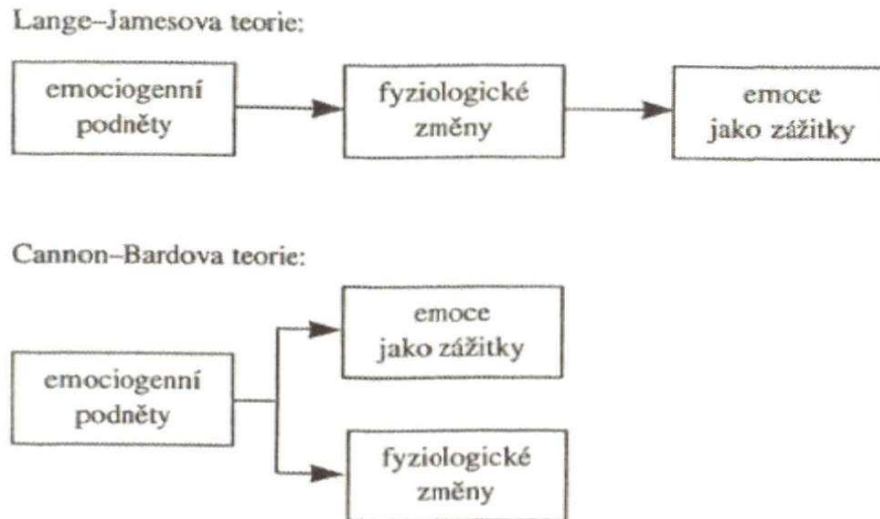 Lange–Jamesova teorie:
emociogenní
podněty
fyziologické
změny
emoce
jako zážitky
Cannon–Bardova teorie:
emoce
jako zážitky
emociogenní
podněty
fyziologické
změny